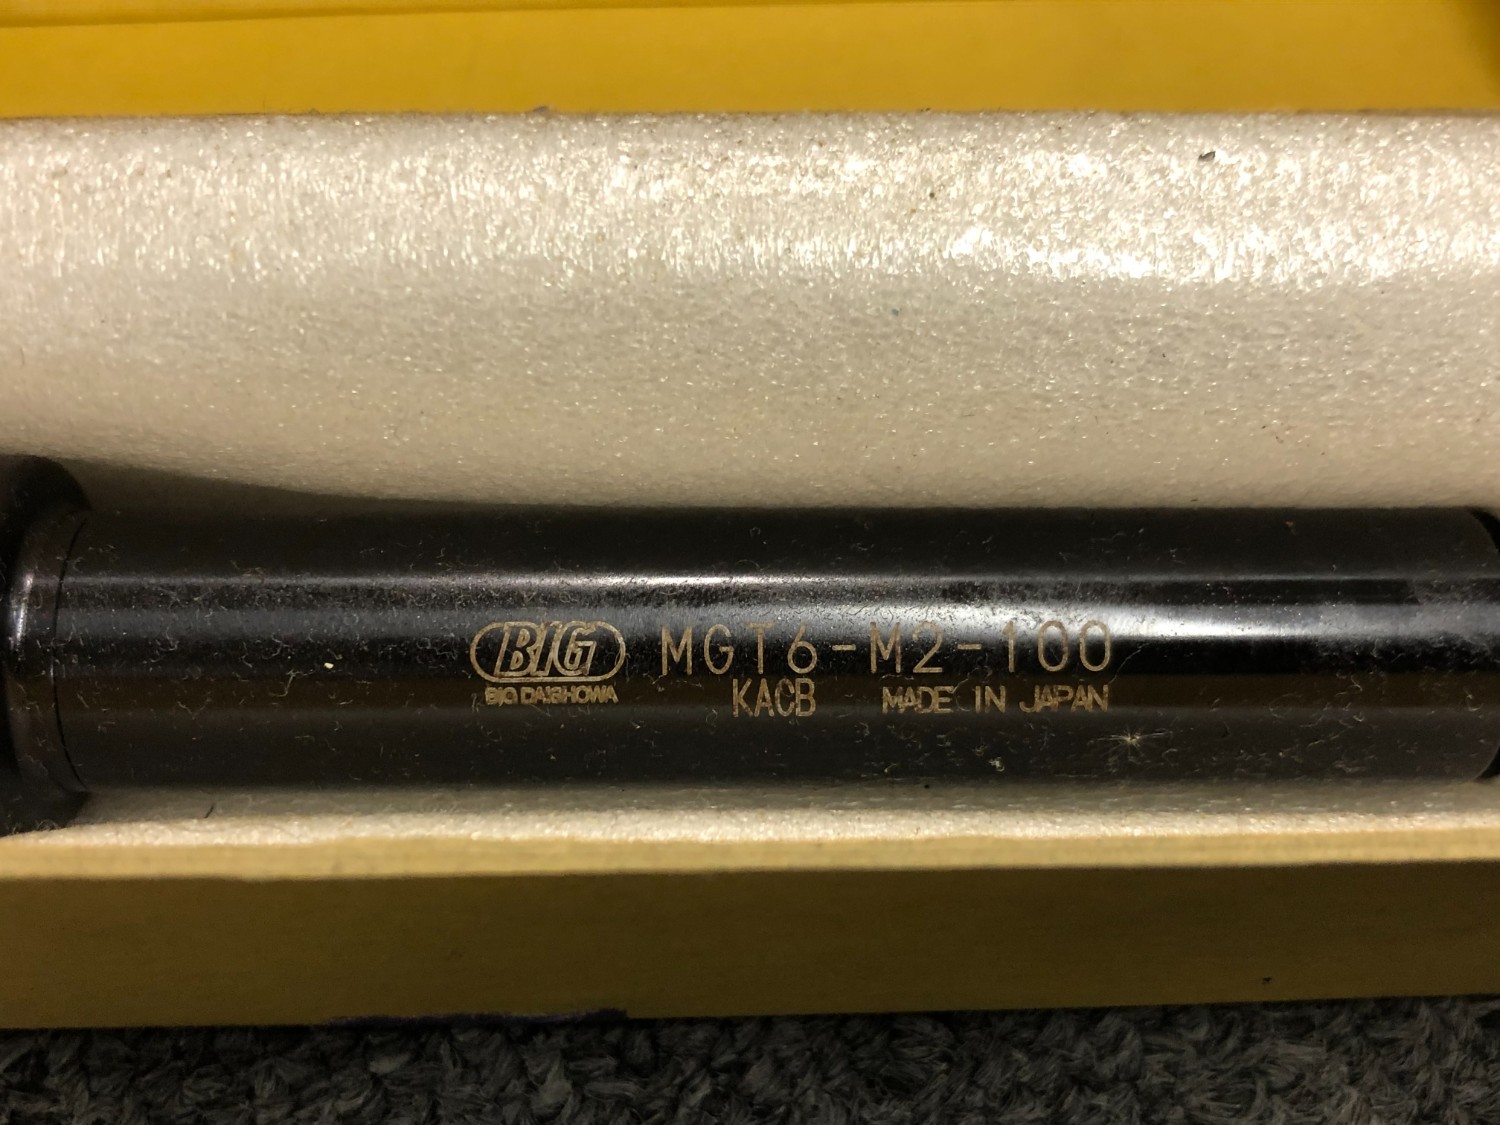 BIG MGT6-M2-100
BIG DAISHOWA KACB MADE IN JAPAN